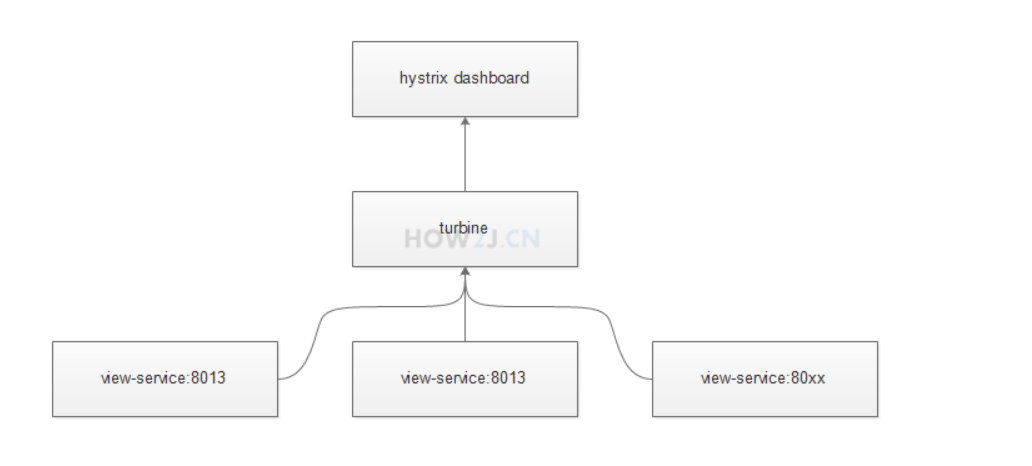 hystrix dashboard
turbine
HOW2J.CN
view-service:8013
view-service:8013
view-service:80xx